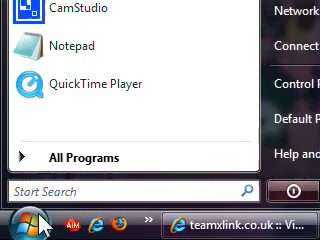 CamStudio
Notepad
QuickTime Player
All Programs
Start Search
Network
Connect
Control
Default
Help and
AIM
»
teamxlink.co.uk :: Vi...